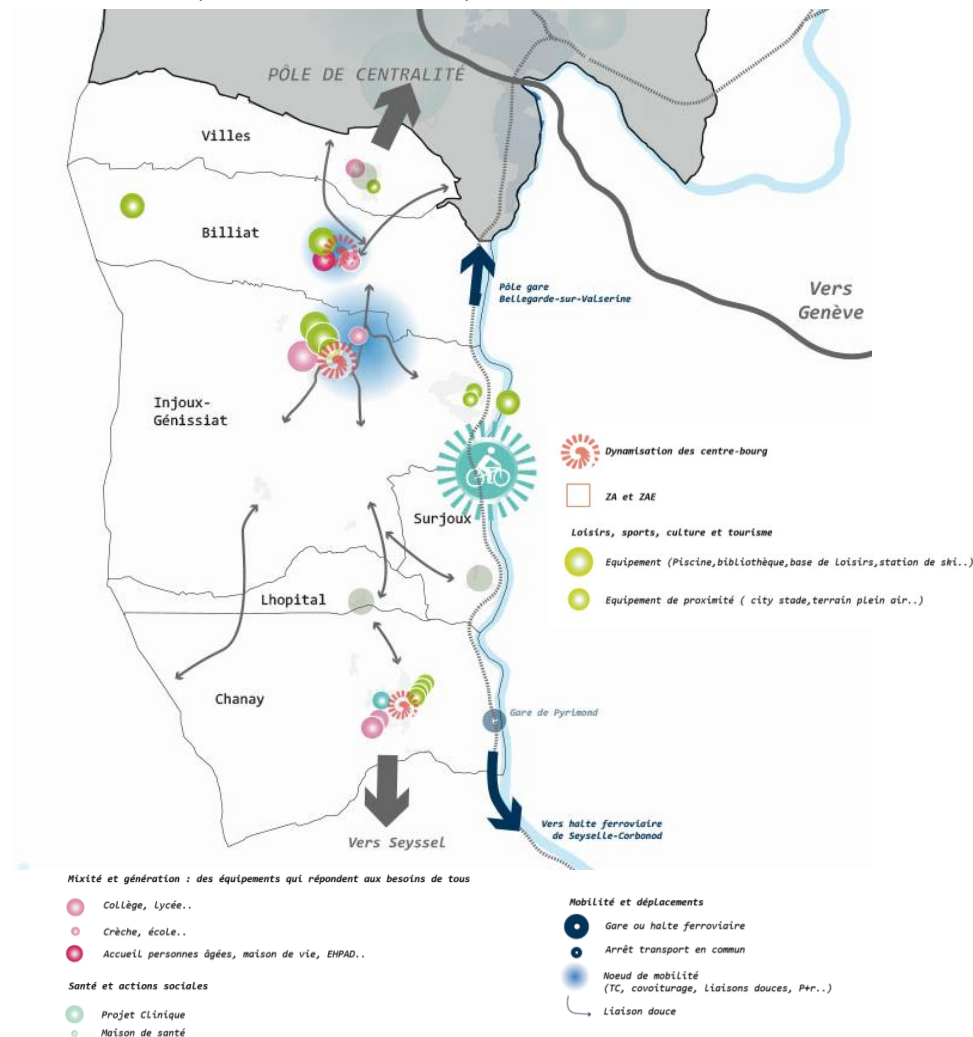 PÔLE DE CENTRALITÉ
Villes
Billiat
Pôle gare
Bellegarde-sur-Valserine
Vers
Genève
Injoux-
Génissiat
Dynamisation des centre-bourg
ZA et ZAE
Surjoux
Loisirs, sports, culture et tourisme
Equipement (Piscine,bibliothèque,base de loisirs,station de ski..)
Lhopital
Equipement de proximité ( city stade,terrain plein air..)
Chanay
Gare de Pyrimond
Vers Seyssel
Vers halte ferroviaire
de Seyselle-Corbonod
Mixité et génération : des équipements qui répondent aux besoins de tous
Collège, lycée..
Crèche, école..
Accueil personnes âgées, maison de vie, EHPAD..
Santé et actions sociales
Projet Clinique
Maison de santé
Mobilité et déplacements
Gare ou halte ferroviaire
Arrêt transport en commun
Noeud de mobilité
(TC, covoiturage, liaisons douces, P+r..)
Liaison douce